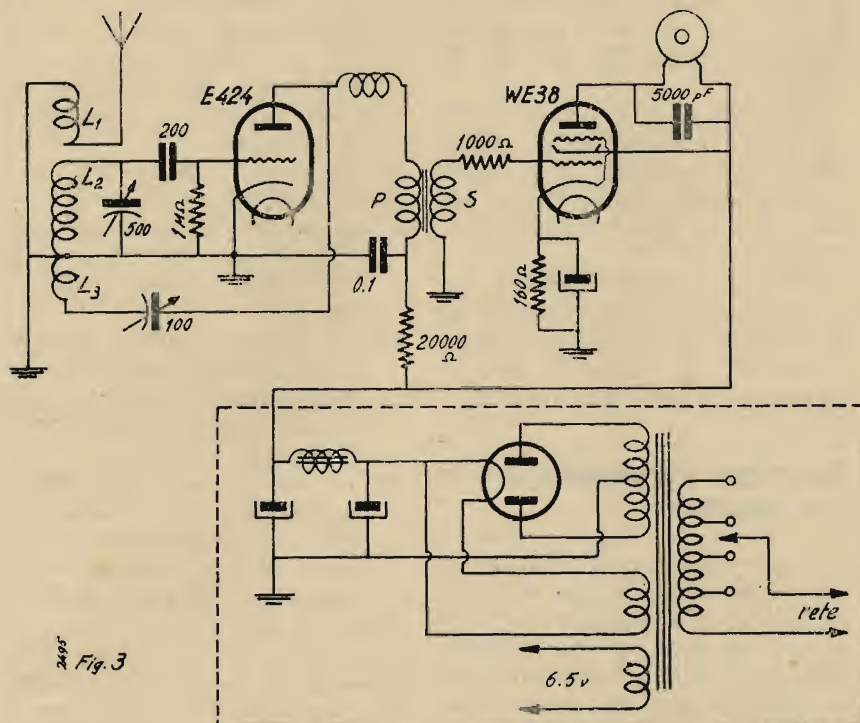 L1
E424
WE38
5000 pF
200
1000 Ω
L2
P
S
500
1 MΩ
L3
0.1
160 Ω
100
20000 Ω
rete
6.5 v
2495
Fig. 3